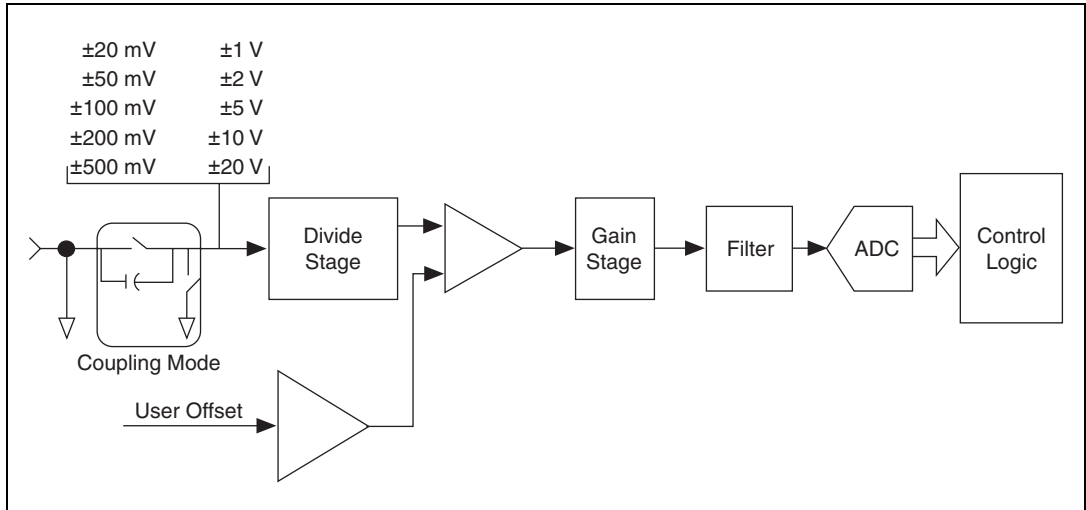 ±20 mV ±1 V
±50 mV ±2 V
±100 mV ±5 V
±200 mV ±10 V
±500 mV ±20 V
Divide
Stage
Gain
Stage
Filter
ADC
Control
Logic
Coupling Mode
User Offset